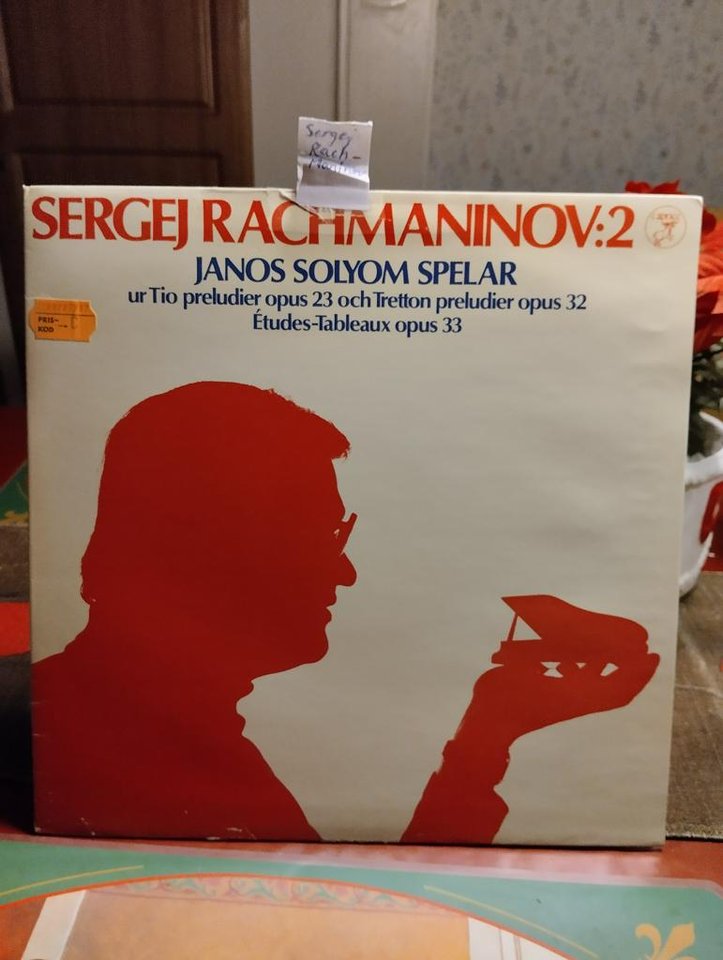 Sergej
Rach-
SERGEJ RACHMANINOV:2
JANOS SOLYOM SPELAR
ur Tio preludier opus 23 och Tretton preludier opus 32
Études-Tableaux opus 33
PRIS-
KOD